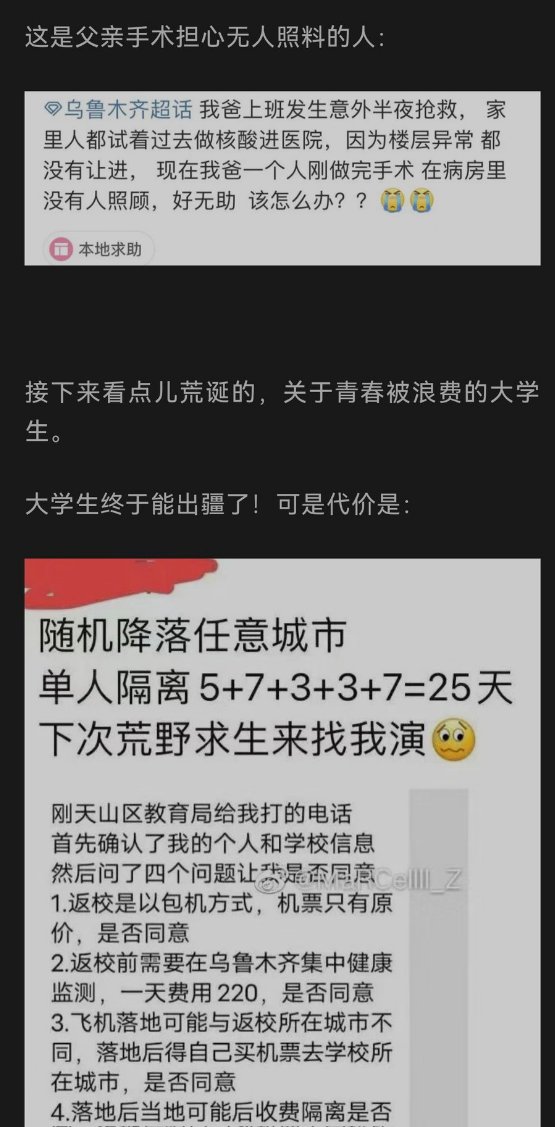 这是父亲手术担心无人照料的人:
乌鲁木齐超话 我爸上班发生意外半夜抢救， 家
里人都试着过去做核酸进医院，因为楼层异常 都
没有让进， 现在我爸一个人刚做完手术 在病房里
没有人照顾，好无助 该怎么办？？😭😭
本地求助
接下来看点儿荒诞的，关于青春被浪费的大学
生。
大学生终于能出疆了！可是代价是:
随机降落任意城市
单人隔离5+7+3+3+7=25天
下次荒野求生来找我演
刚天山区教育局给我打的电话
首先确认了我的个人和学校信息
然后问了四个问题让我是否同意
@MaRCellll_Z
1.返校是以包机方式，机票只有原
价，是否同意
2.返校前需要在乌鲁木齐集中健康
监测，一天费用220，是否同意
3.飞机落地可能与返校所在城市不
同，落地后得自己买机票去学校所
在城市，是否同意
4.落地后当地可能后收费隔离是否